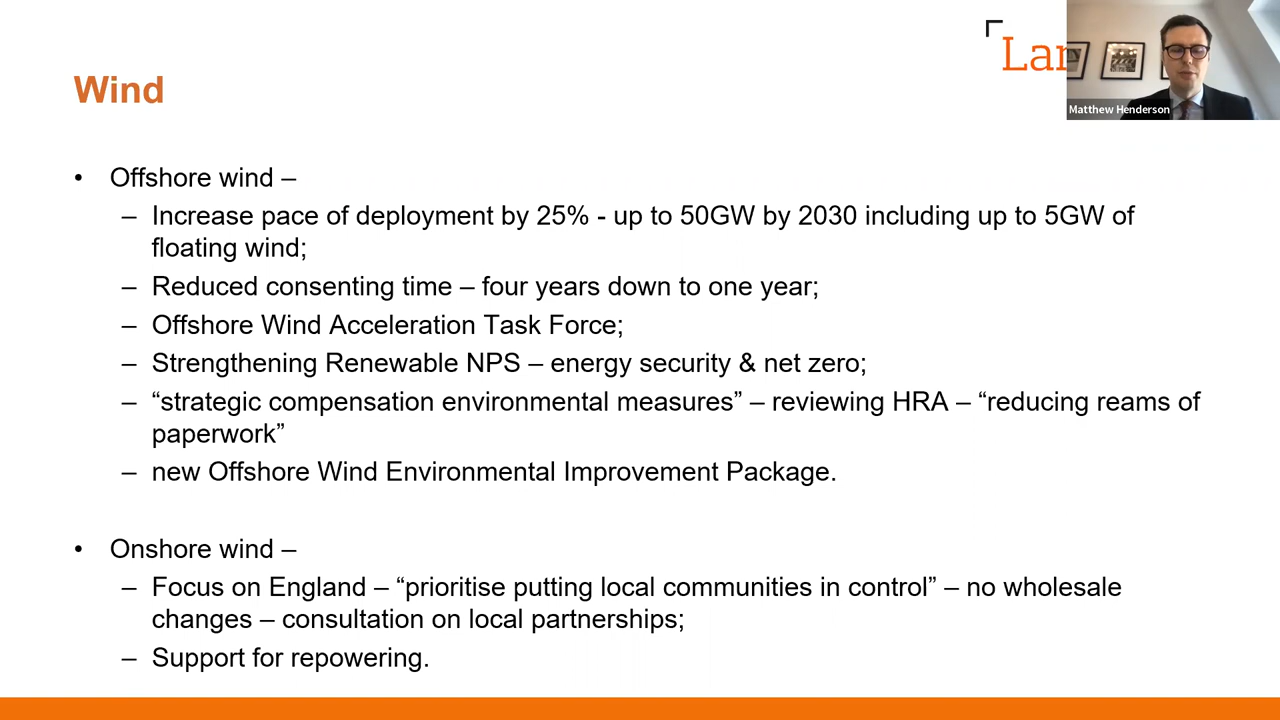 Lan
Matthew Henderson
Wind
• Offshore wind –
– Increase pace of deployment by 25% - up to 50GW by 2030 including up to 5GW of
floating wind;
– Reduced consenting time – four years down to one year;
– Offshore Wind Acceleration Task Force;
– Strengthening Renewable NPS – energy security & net zero;
– “strategic compensation environmental measures” – reviewing HRA – “reducing reams of
paperwork”
– new Offshore Wind Environmental Improvement Package.
• Onshore wind –
– Focus on England – “prioritise putting local communities in control” – no wholesale
changes – consultation on local partnerships;
– Support for repowering.